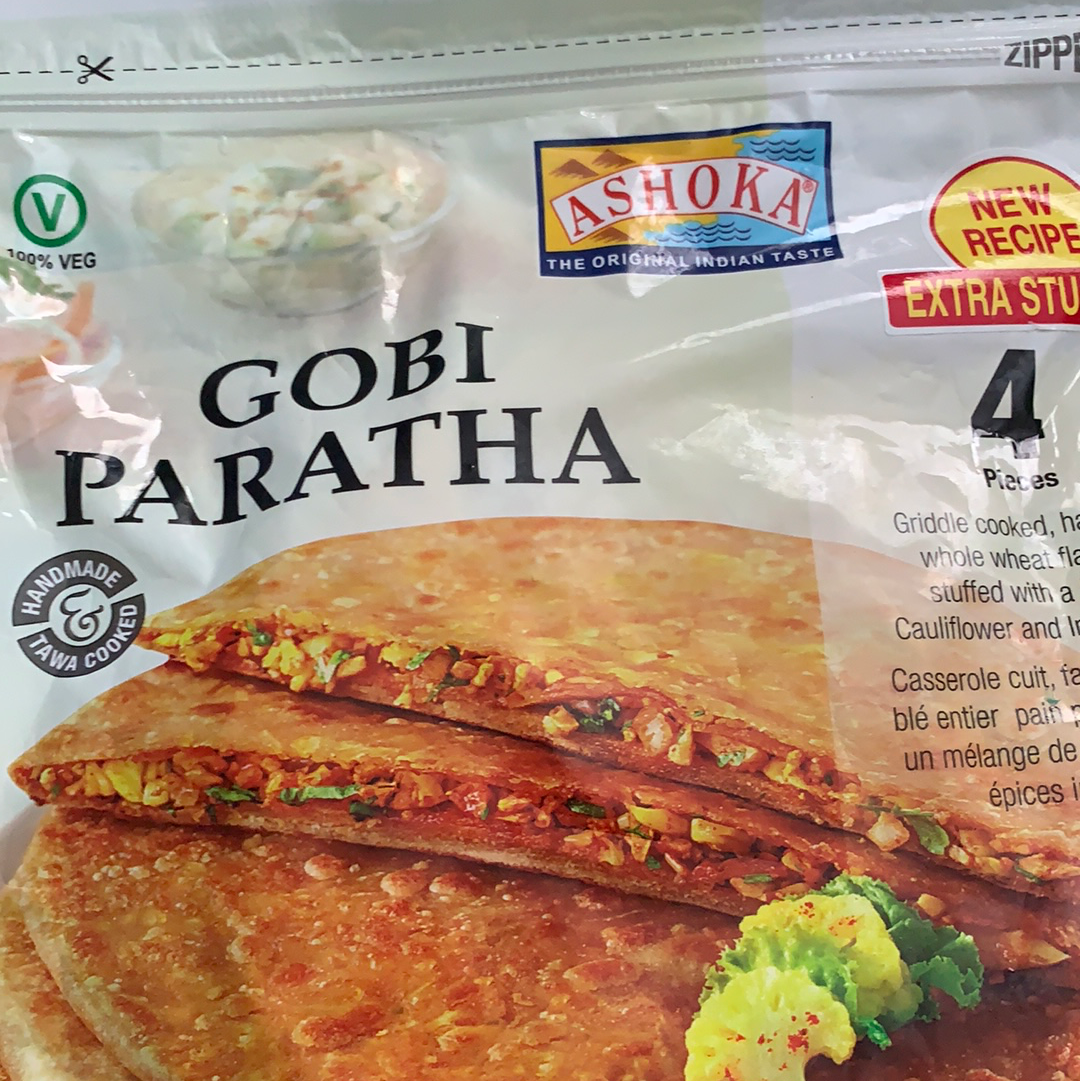 ZIPP
V
100% VEG
ASHOKA®
THE ORIGINAL INDIAN TASTE
NEW
RECIPE
EXTRA STU
GOBI
PARATHA
4
Pieces
HANDMADE
&
TAWA COOKED
Griddle cooked, ha
whole wheat fla
stuffed with a
Cauliflower and In
Casserole cuit, fa
blé entier pain p
un mélange de
épices i